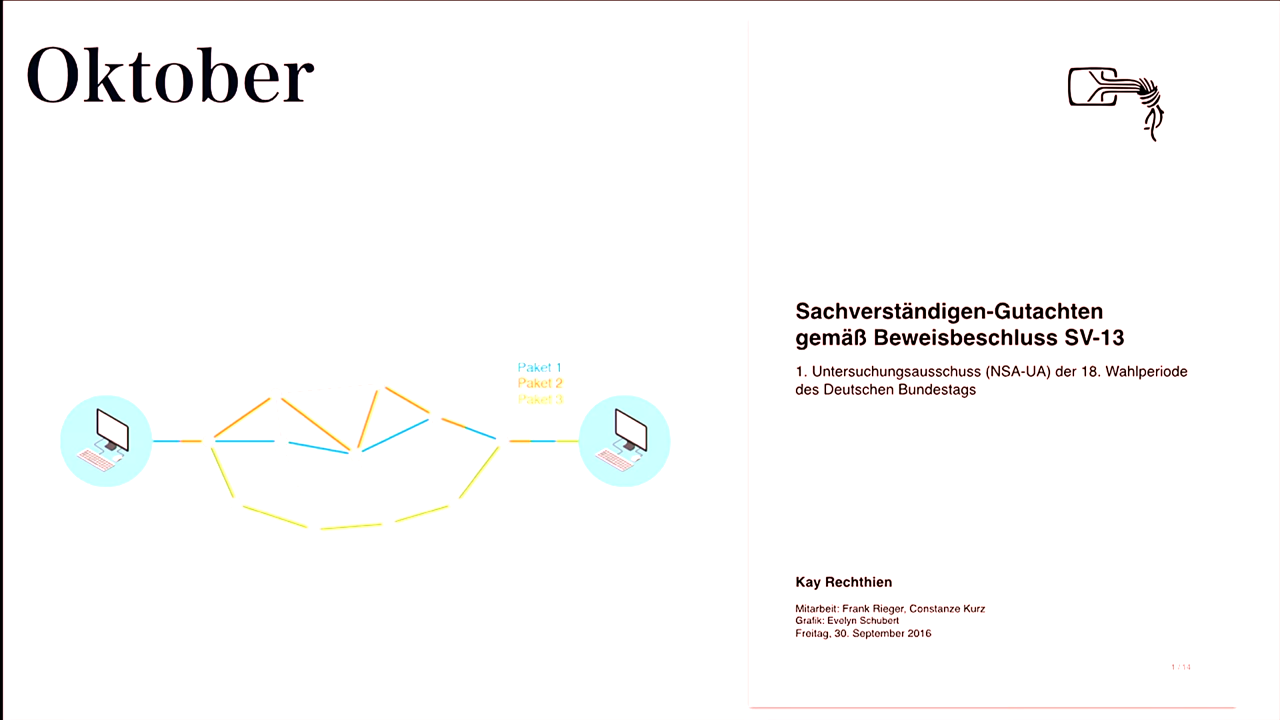 Oktober
Paket 1
Paket 2
Paket 3
Sachverständigen-Gutachten
gemäß Beweisbeschluss SV-13
1. Untersuchungsausschuss (NSA-UA) der 18. Wahlperiode
des Deutschen Bundestags
Kay Rechthien
Mitarbeit: Frank Rieger, Constanze Kurz
Grafik: Evelyn Schubert
Freitag, 30. September 2016
1 / 14